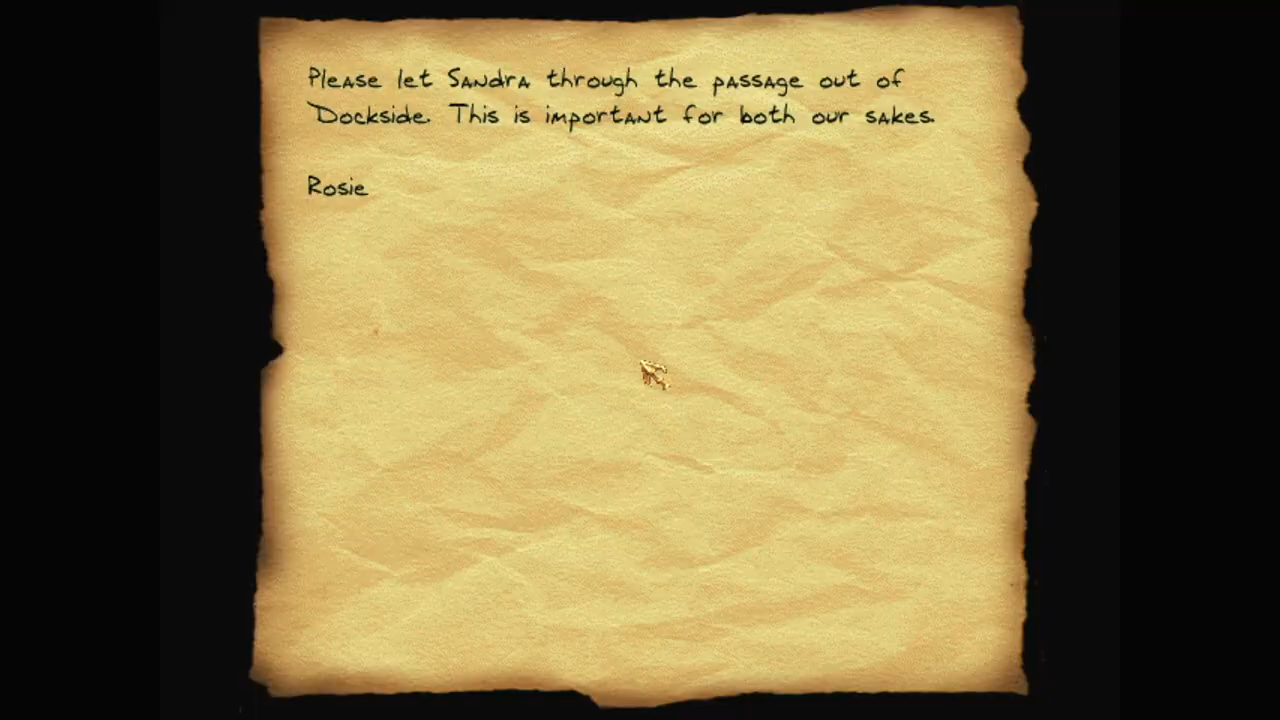 Please let Sandra through the passage out of
Dockside. This is important for both our sakes.
Rosie